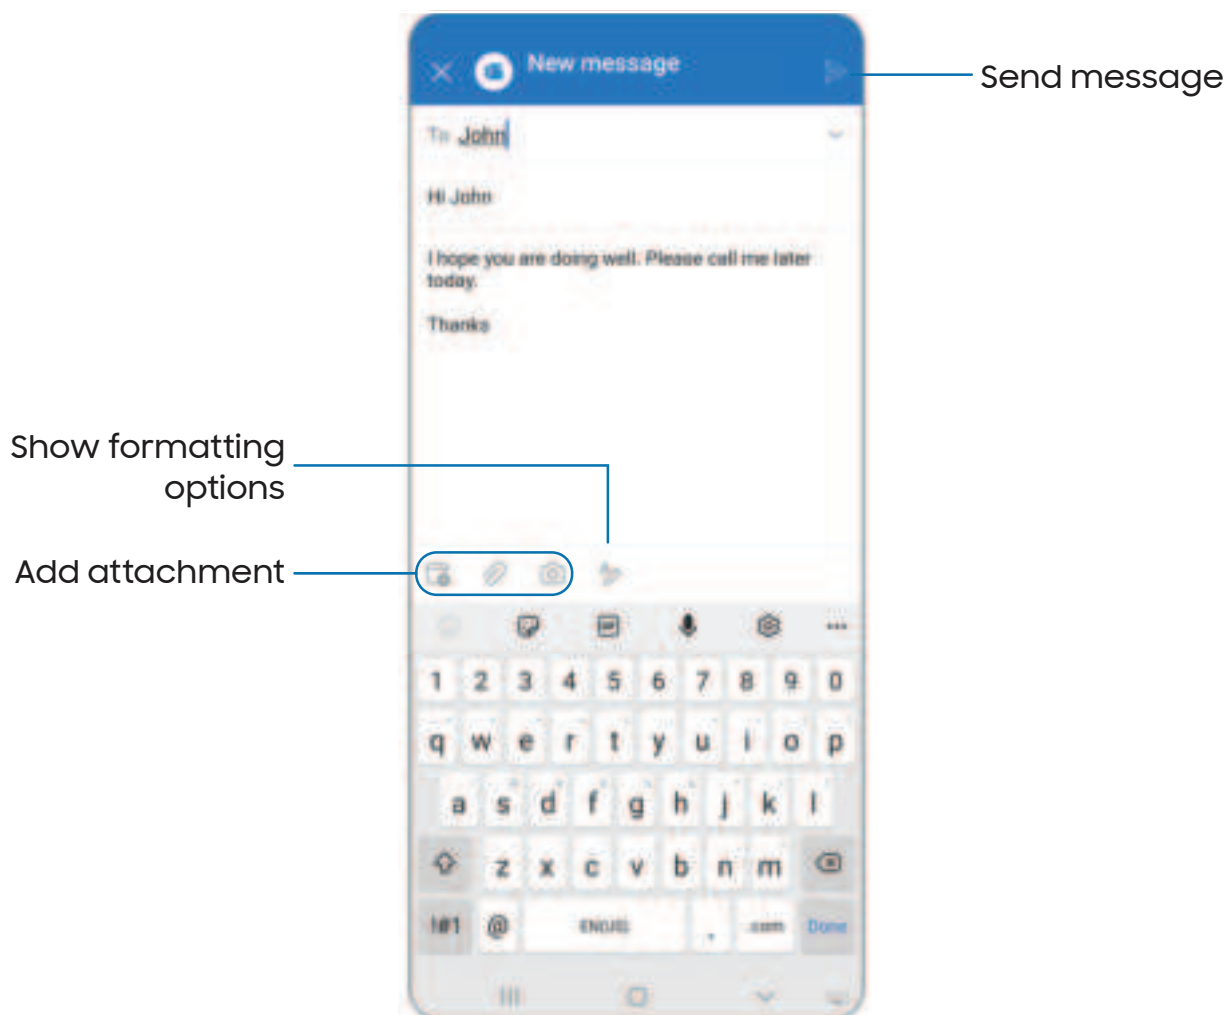 New message
Send message
To John
Hi John
I hope you are doing well. Please call me later
today.
Thanks
Show formatting
options
Add attachment
1 2 3 4 5 6 7 8 9 0
q w e r t y u i o p
a s d f g h j k l
z x c v b n m
!#1 @ . .com Done